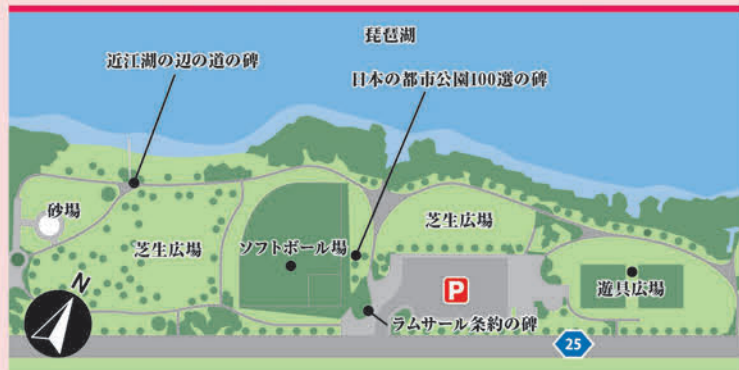 琵琶湖
近江湖の辺の道の碑
日本の都市公園100選の碑
砂場
芝生広場
ソフトボール場
芝生広場
遊具広場
P
ラムサール条約の碑
N
25